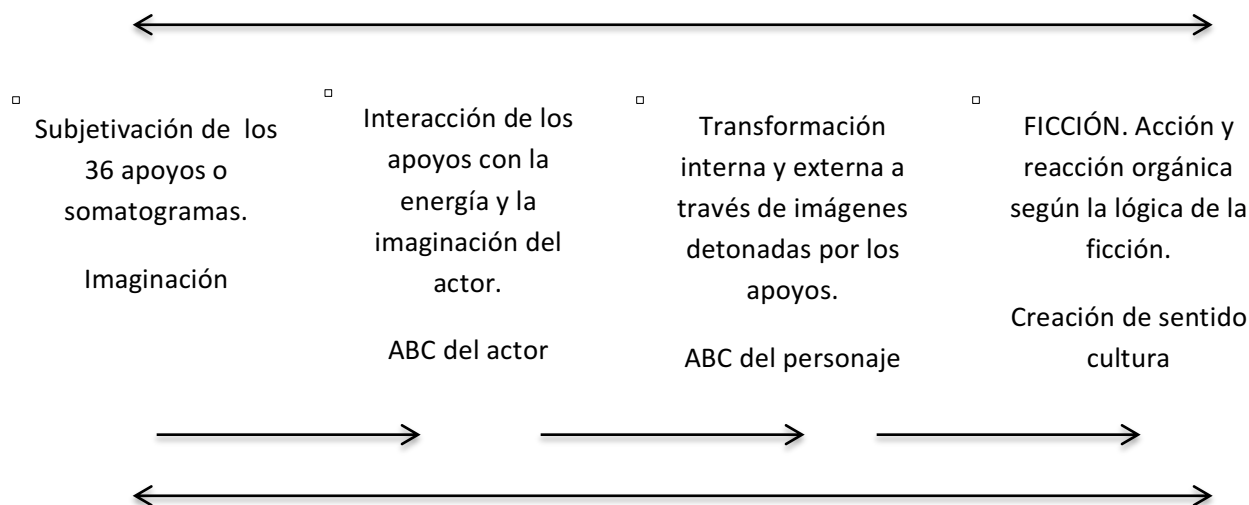 Subjetivación de los
36 apoyos o
somatogramas.
Imaginación
Interacción de los
apoyos con la
energía y la
imaginación del
actor.
ABC del actor
Transformación
interna y externa a
través de imágenes
detonadas por los
apoyos.
ABC del personaje
FICCIÓN. Acción y
reacción orgánica
según la lógica de la
ficción.
Creación de sentido
cultura